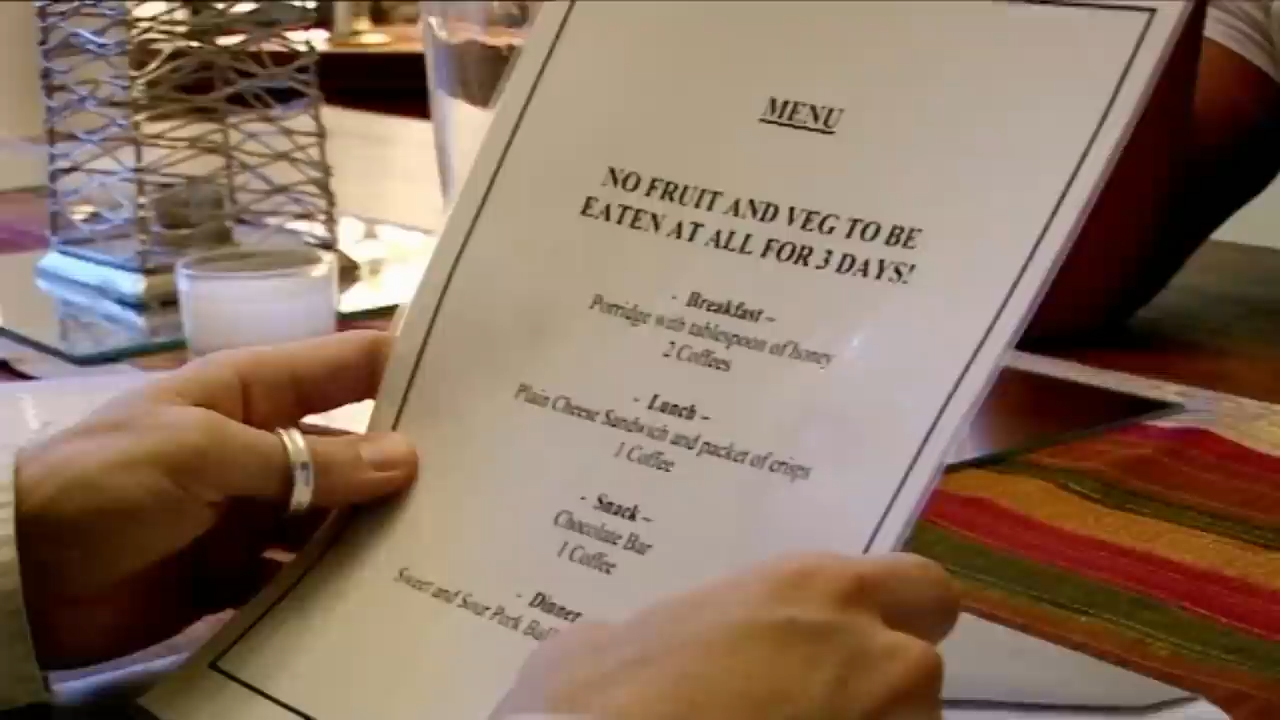 MENU
NO FRUIT AND VEG TO BE
EATEN AT ALL FOR 3 DAYS!
- Breakfast -
Porridge with tablespoon of honey
2 Coffees
- Lunch -
Plain Cheese Sandwich and packet of crisps
1 Coffee
- Snack -
Chocolate Bar
1 Coffee
- Dinner
Sweet and Sour Pork Ball